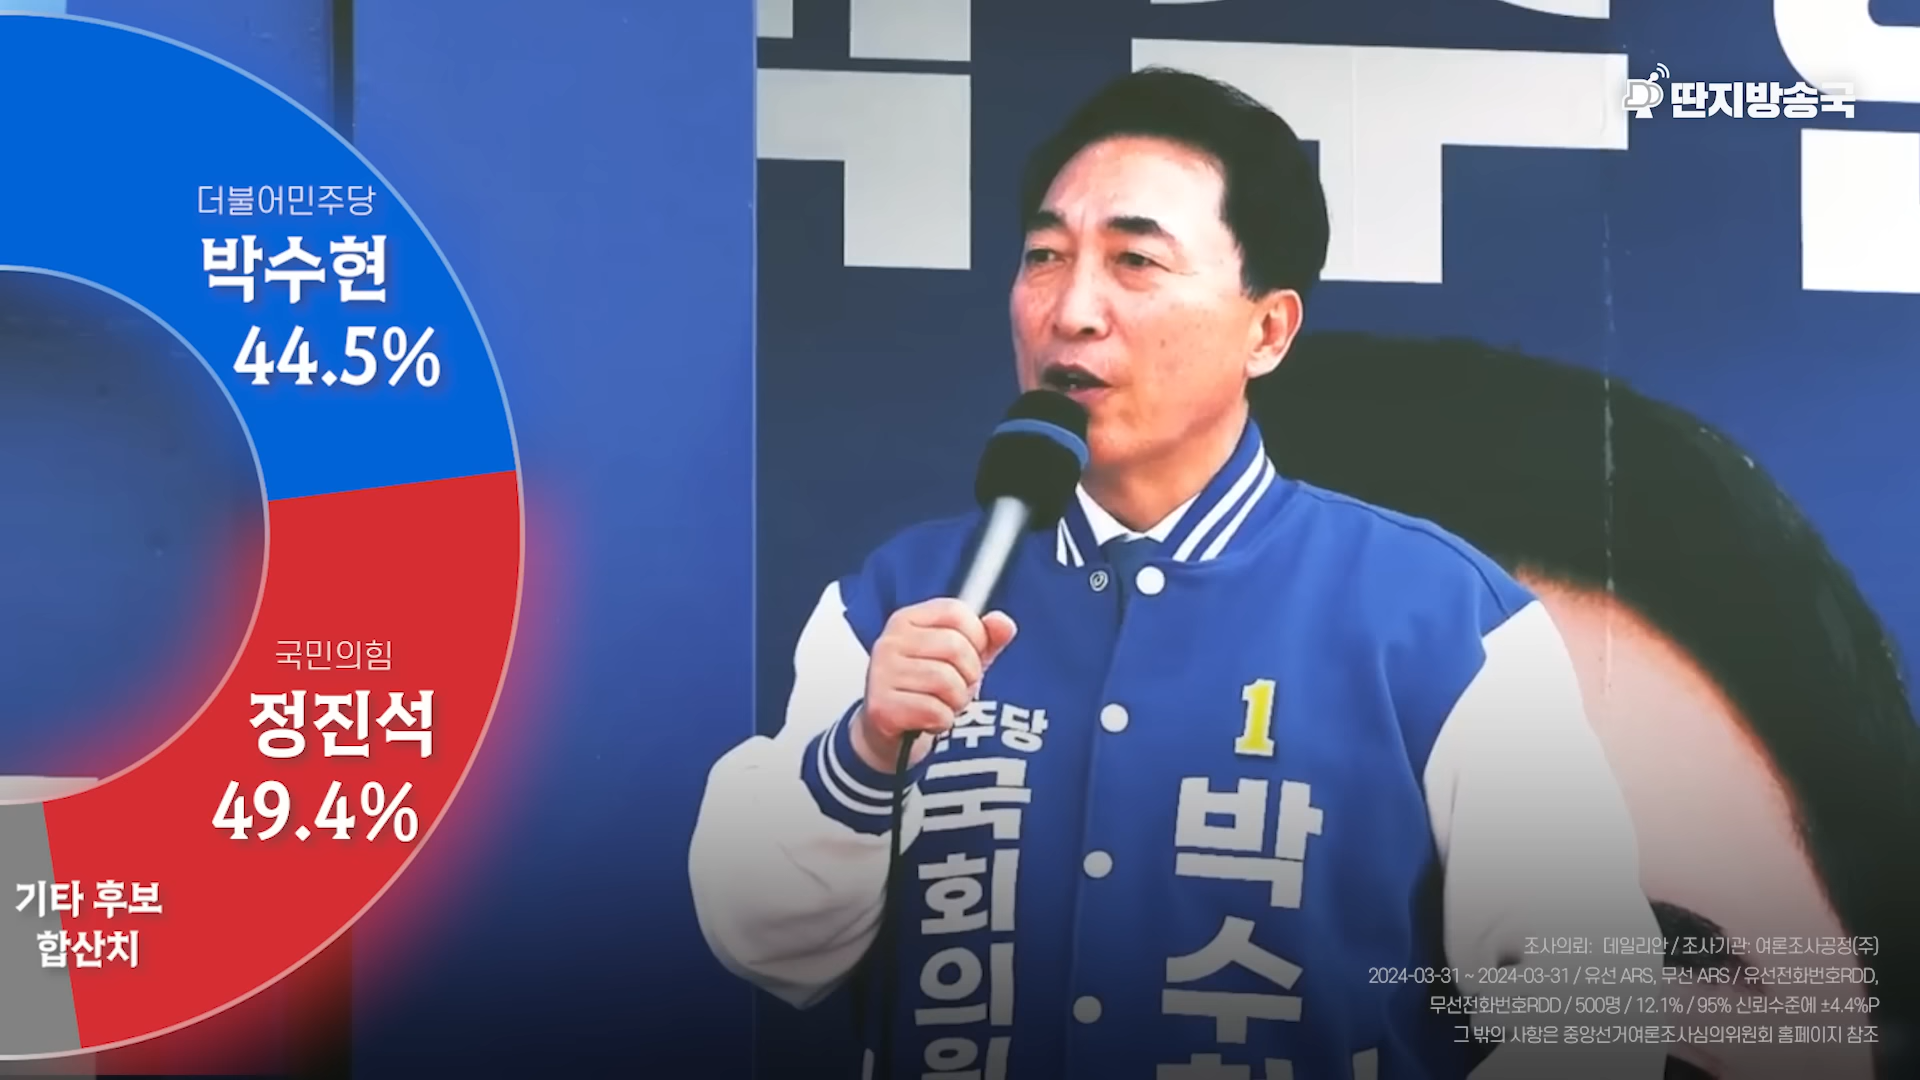 딴지방송국
더불어민주당
박수현
44.5%
국민의힘
정진석
49.4%
기타 후보
합산치
주당
국회의원
1
박수현
조사의뢰: 데일리안 / 조사기관: 여론조사공정(주)
2024-03-31 ~ 2024-03-31 / 유선 ARS, 무선 ARS / 유선전화번호RDD,
무선전화번호RDD / 500명 / 12.1% / 95% 신뢰수준에 ±4.4%P
그 밖의 사항은 중앙선거여론조사심의위원회 홈페이지 참조